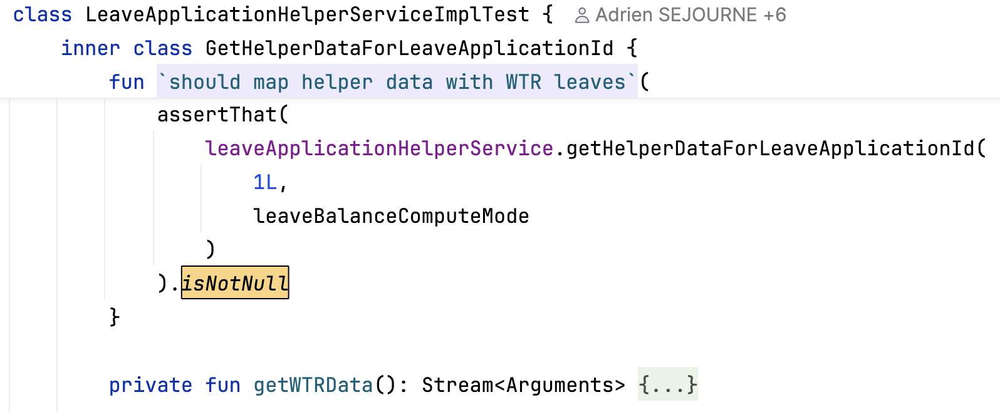 class LeaveApplicationHelperServiceImplTest { Adrien SEJOURNE +6
inner class GetHelperDataForLeaveApplicationId {
fun `should map helper data with WTR leaves`(
assertThat(
leaveApplicationHelperService.getHelperDataForLeaveApplicationId(
1L,
leaveBalanceComputeMode
)
).isNotNull
}
private fun getWTRData(): Stream<Arguments> {...}